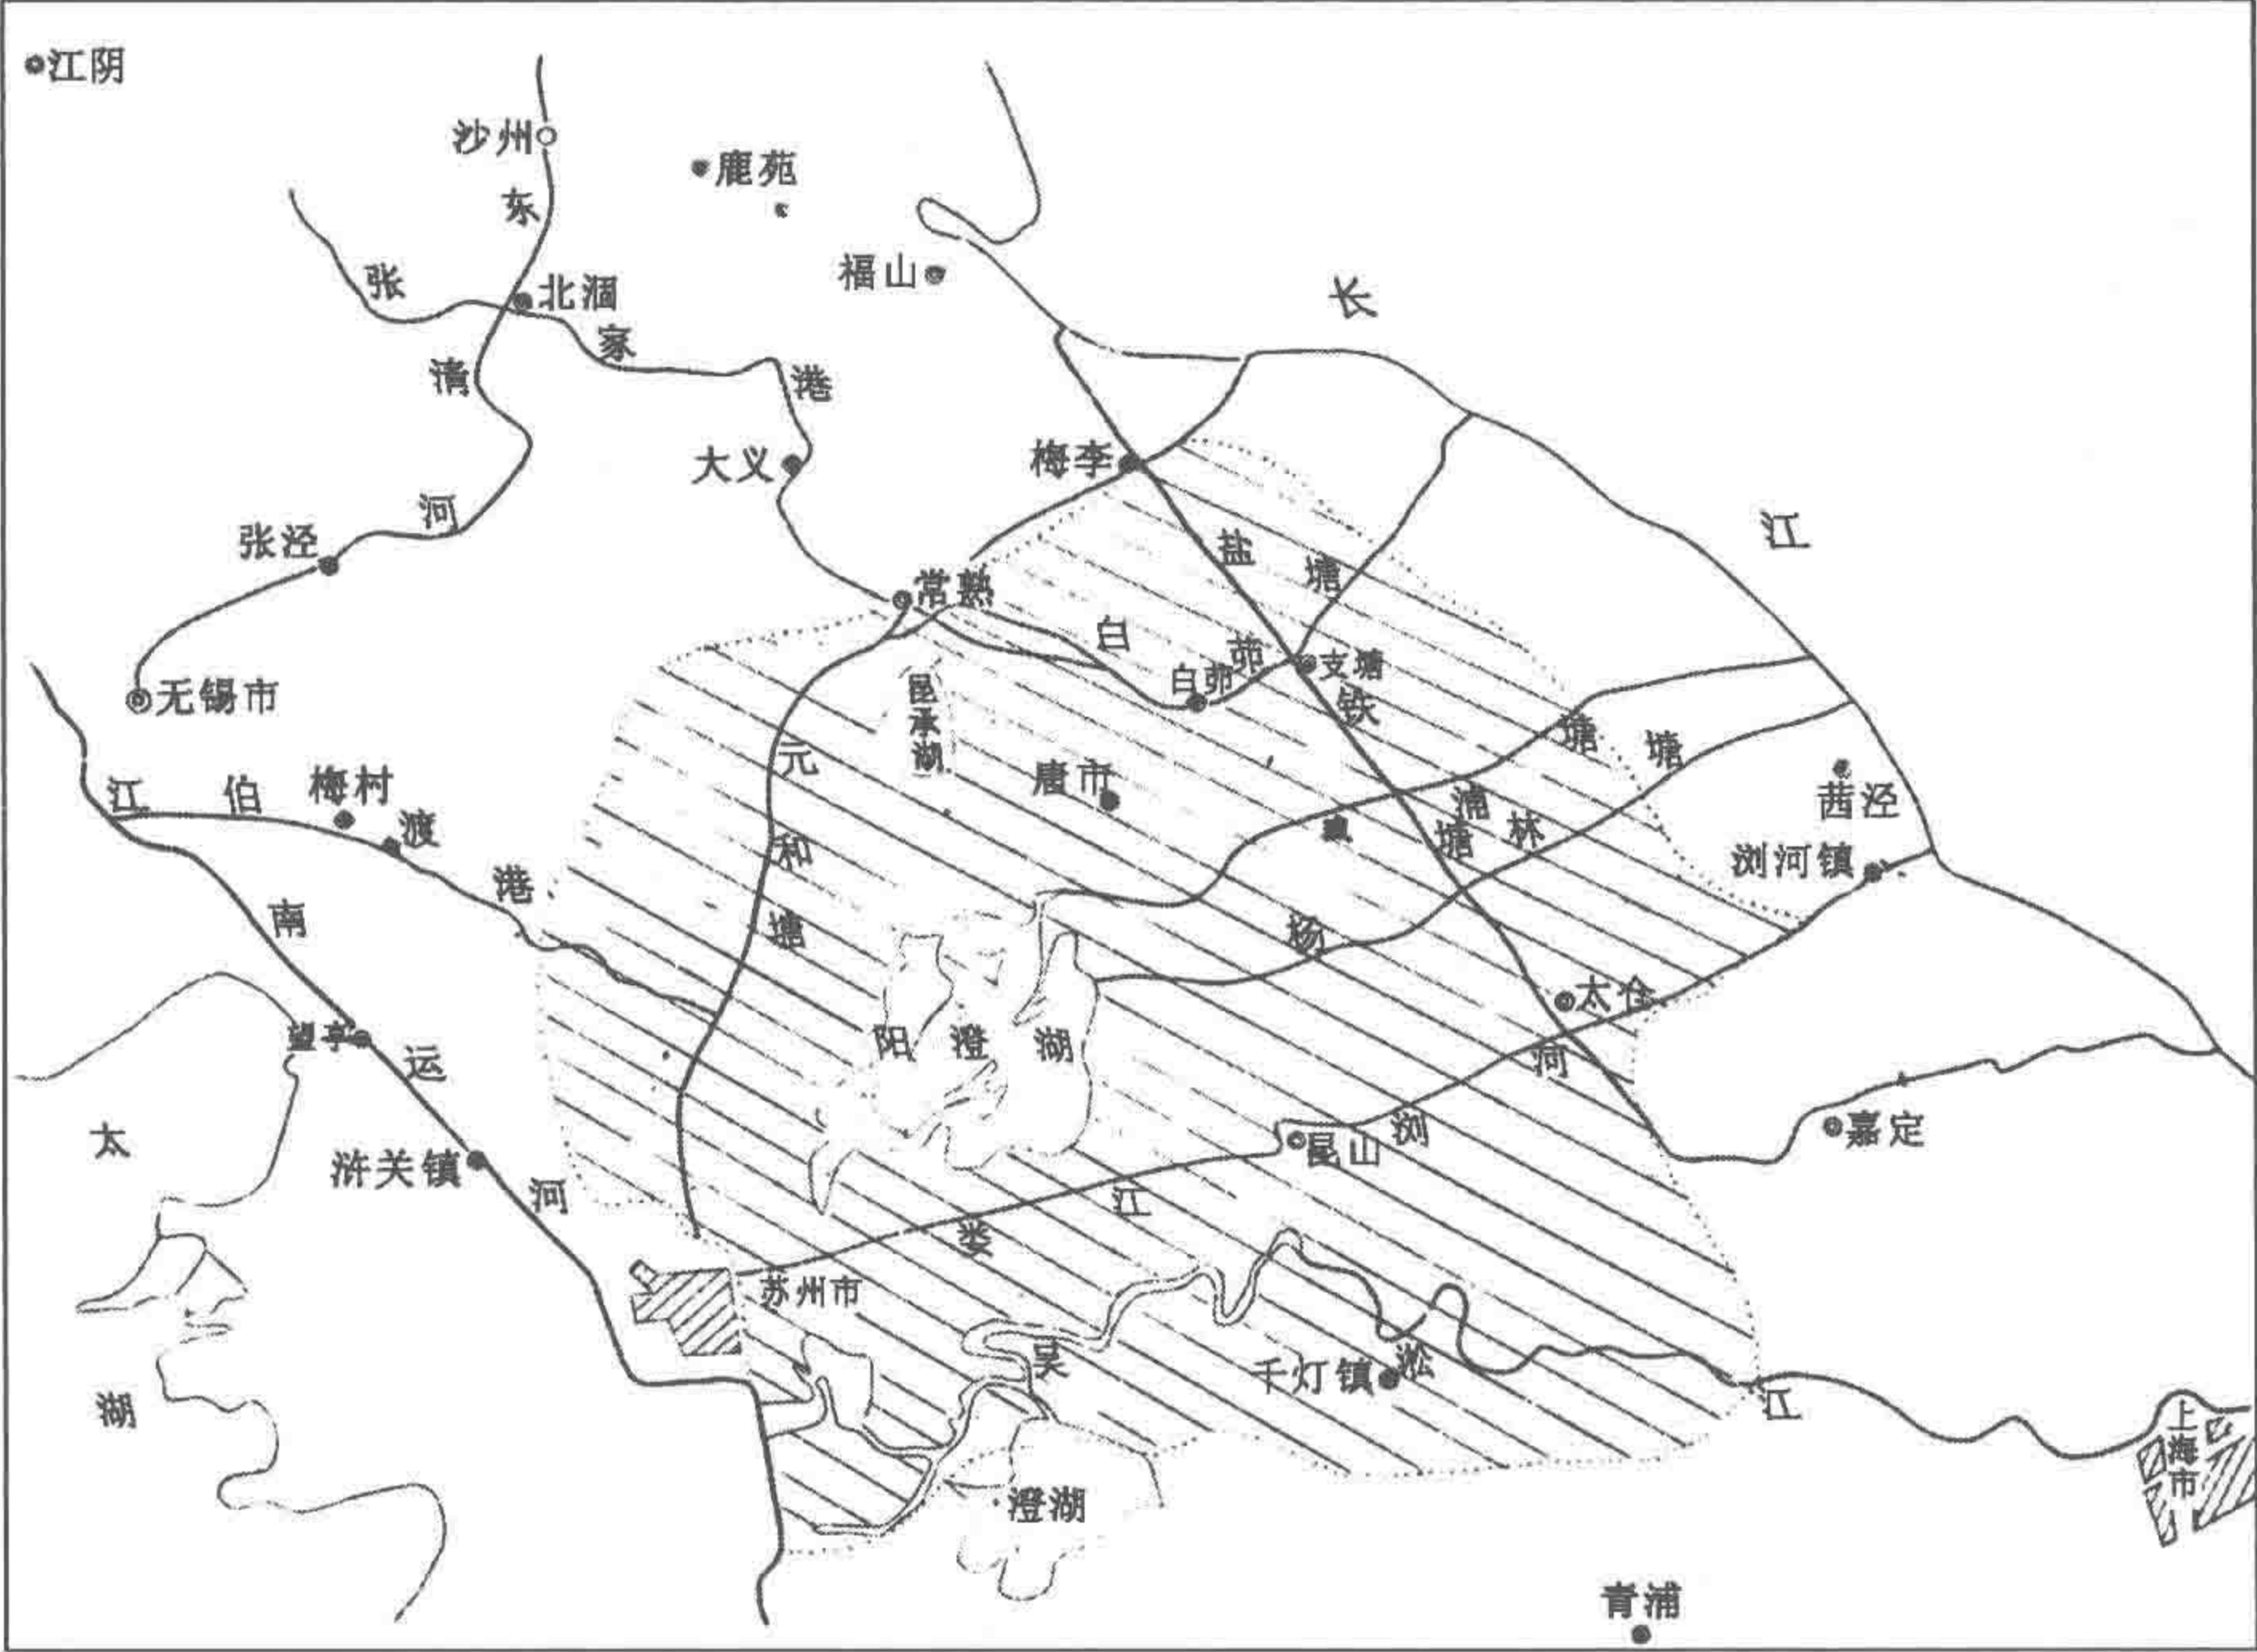 江阴
沙州
鹿苑
福山
北涸
东清河
张家港
长江
大义
梅李
张泾
常熟
盐铁塘
白茆塘
白茆
支塘
无锡市
昆承湖
元和塘
唐市
梅村
伯渡港
江南运河
塘
浦
杨林塘
茜泾
浏河镇
太仓
阳澄湖
望亭
浒关镇
太湖
浏河
昆山
嘉定
娄江
苏州市
吴淞江
千灯镇
澄湖
上海市
青浦